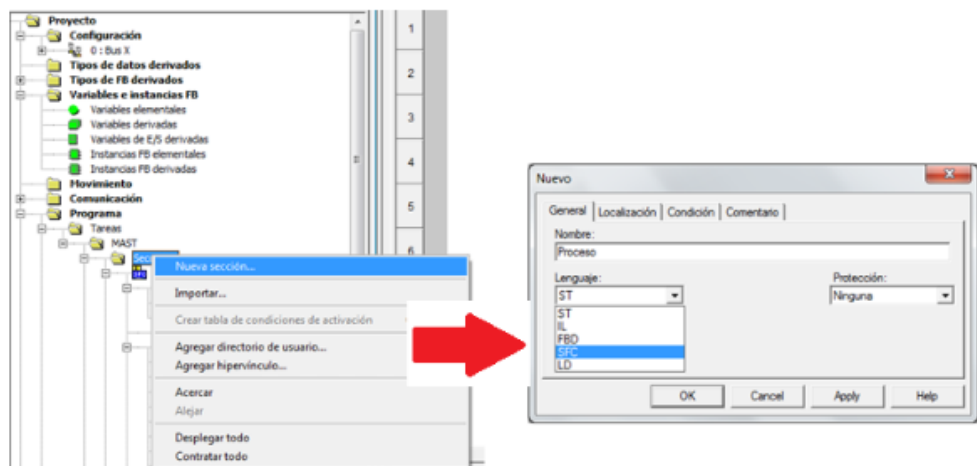 Proyecto
Configuración
0 : Bus X
Tipos de datos derivados
Tipos de FB derivados
Variables e instancias FB
Variables elementales
Variables derivadas
Variables de E/S derivadas
Instancias FB elementales
Instancias FB derivadas
Movimiento
Comunicación
Programa
Tareas
MAST
Sec
Nueva sección...
Importar...
Crear tabla de condiciones de activación
Agregar directorio de usuario...
Agregar hipervínculo...
Acercar
Alejar
Desplegar todo
Contratar todo
1
2
3
4
5
6
Nuevo
General Localización Condición Comentario
Nombre:
Proceso
Lenguaje: Protección:
ST Ninguna
ST
IL
FBD
SFC
LD
OK Cancel Apply Help